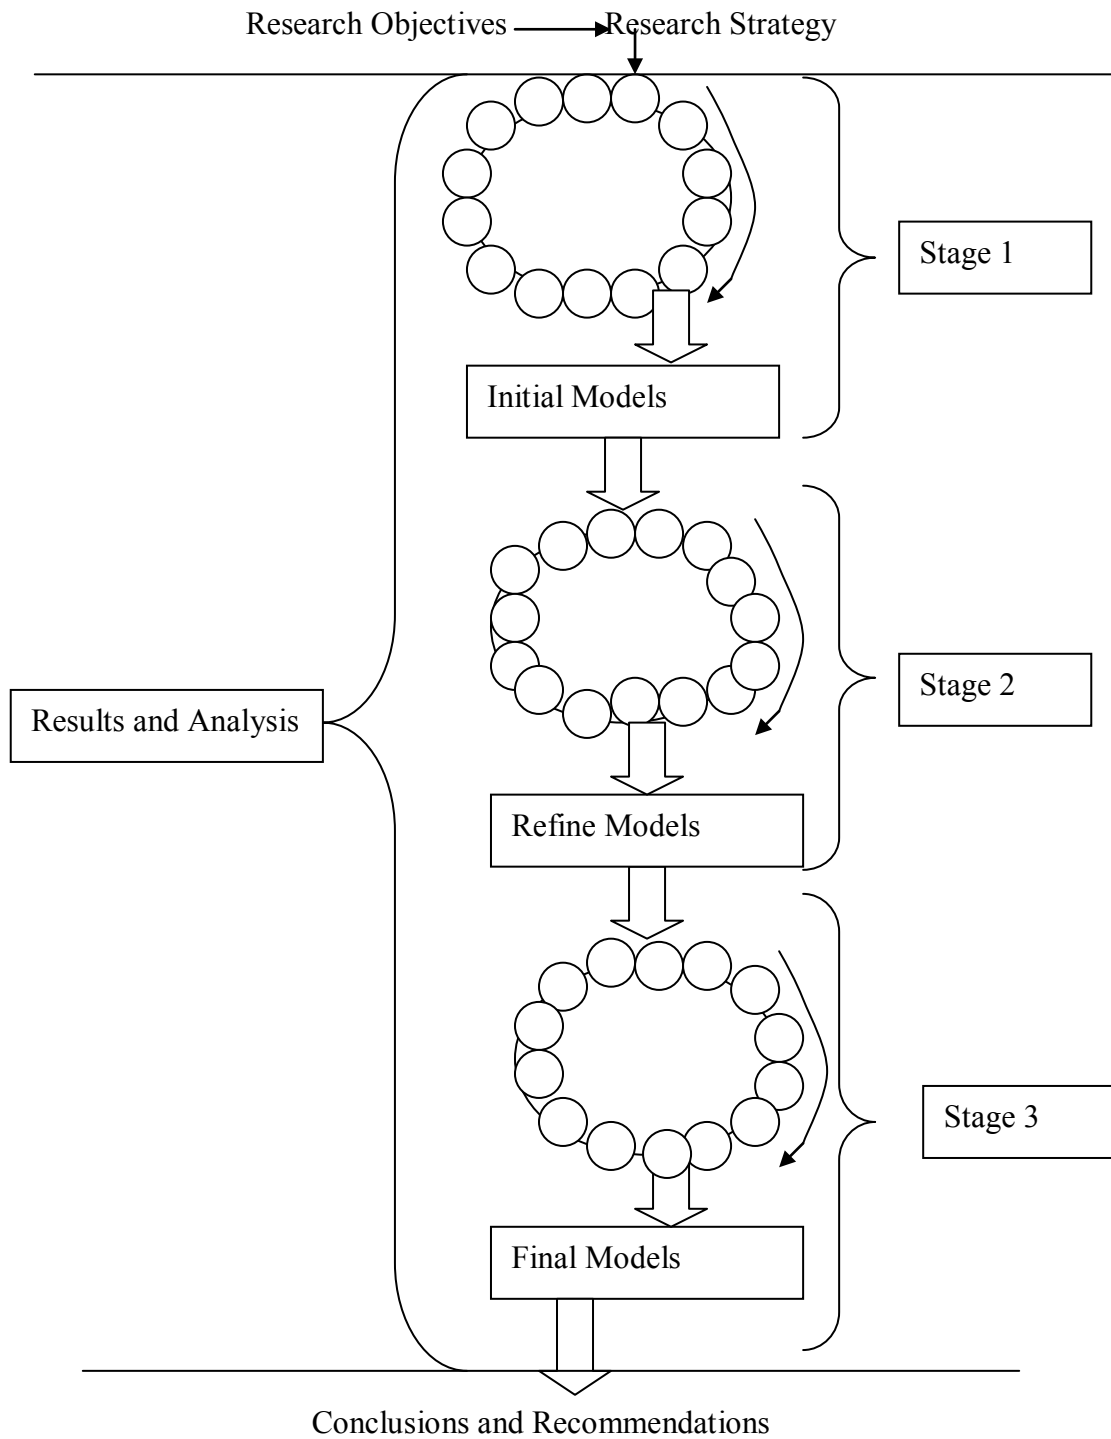 Research Objectives Research Strategy
Stage 1
Initial Models
Stage 2
Results and Analysis
Refine Models
Stage 3
Final Models
Conclusions and Recommendations